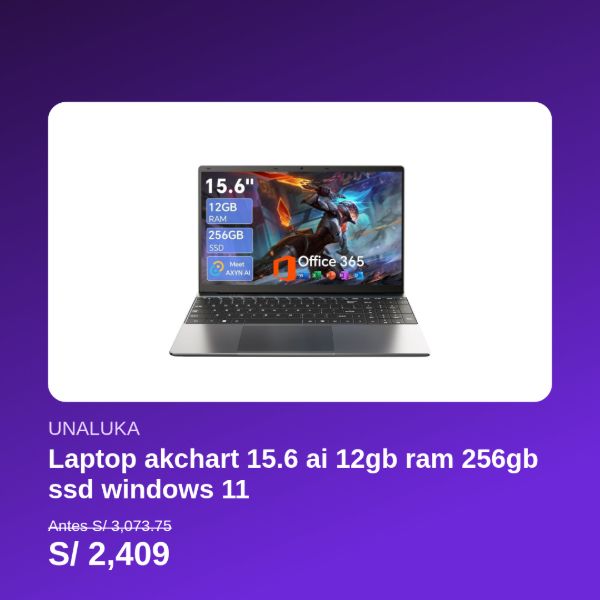 15.6"
12GB
RAM
256GB
SSD
Meet
AXYN AI
Office 365
UNALUKA
Laptop akchart 15.6 ai 12gb ram 256gb
ssd windows 11
Antes S/ 3,073.75
S/ 2,409